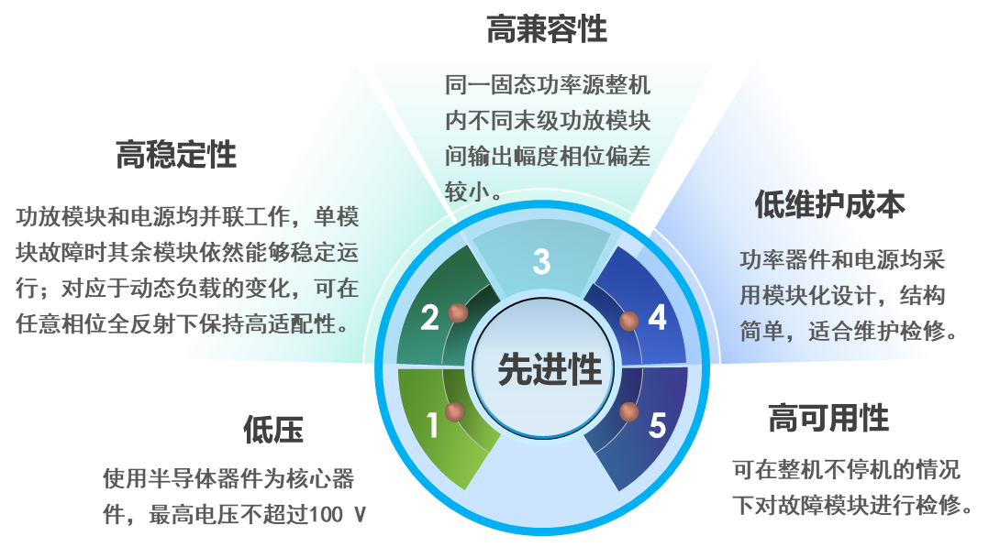 高兼容性
同一固态功率源整机
内不同末级功放模块
间输出幅度相位偏差
较小。
高稳定性
功放模块和电源均并联工作，单模
块故障时其余模块依然能够稳定运
行；对应于动态负载的变化，可在
任意相位全反射下保持高适配性。
低维护成本
功率器件和电源均采
用模块化设计，结构
简单，适合维护检修。
3
2
4
先进性
1
5
低压
使用半导体器件为核心器
件，最高电压不超过100 V
高可用性
可在整机不停机的情况
下对故障模块进行检修。